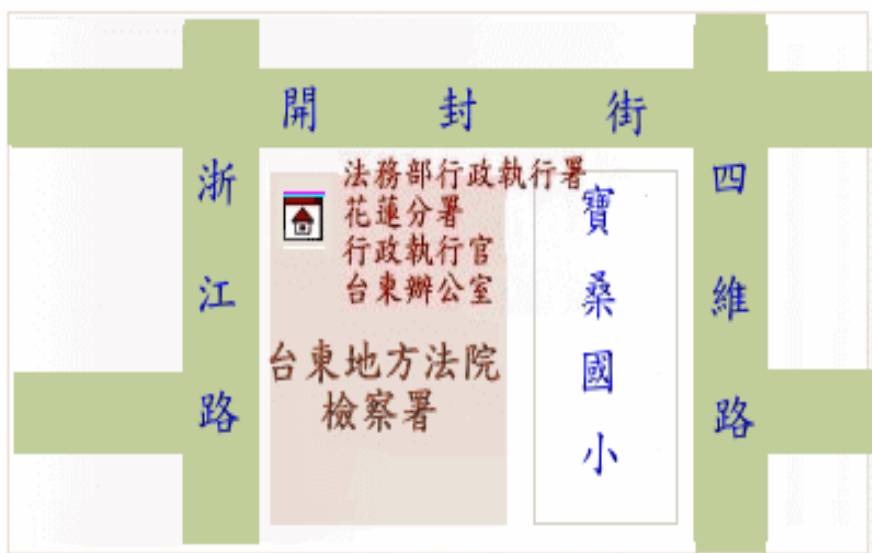 開封街
浙江路
法務部行政執行署
花蓮分署
行政執行官
台東辦公室
台東地方法院
檢察署
寶桑國小
四維路